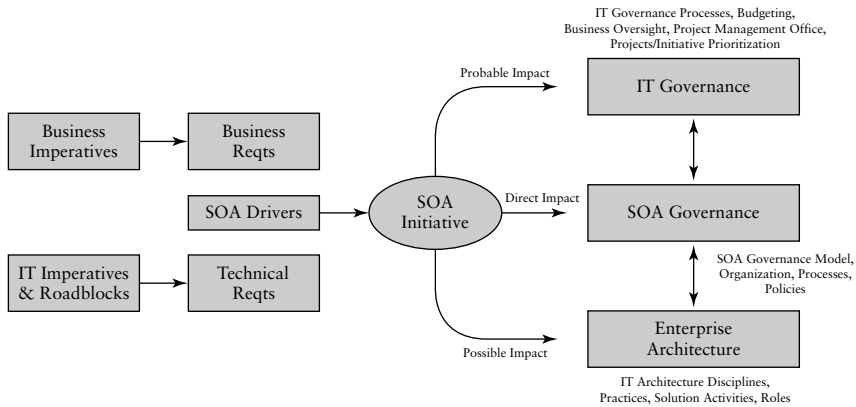 IT Governance Processes, Budgeting,
Business Oversight, Project Management Office,
Projects/Initiative Prioritization
Probable Impact
IT Governance
Business
Imperatives
Business
Reqts
SOA Drivers
SOA
Initiative
Direct Impact
SOA Governance
IT Imperatives
& Roadblocks
Technical
Reqts
SOA Governance Model,
Organization, Processes,
Policies
Possible Impact
Enterprise
Architecture
IT Architecture Disciplines,
Practices, Solution Activities, Roles